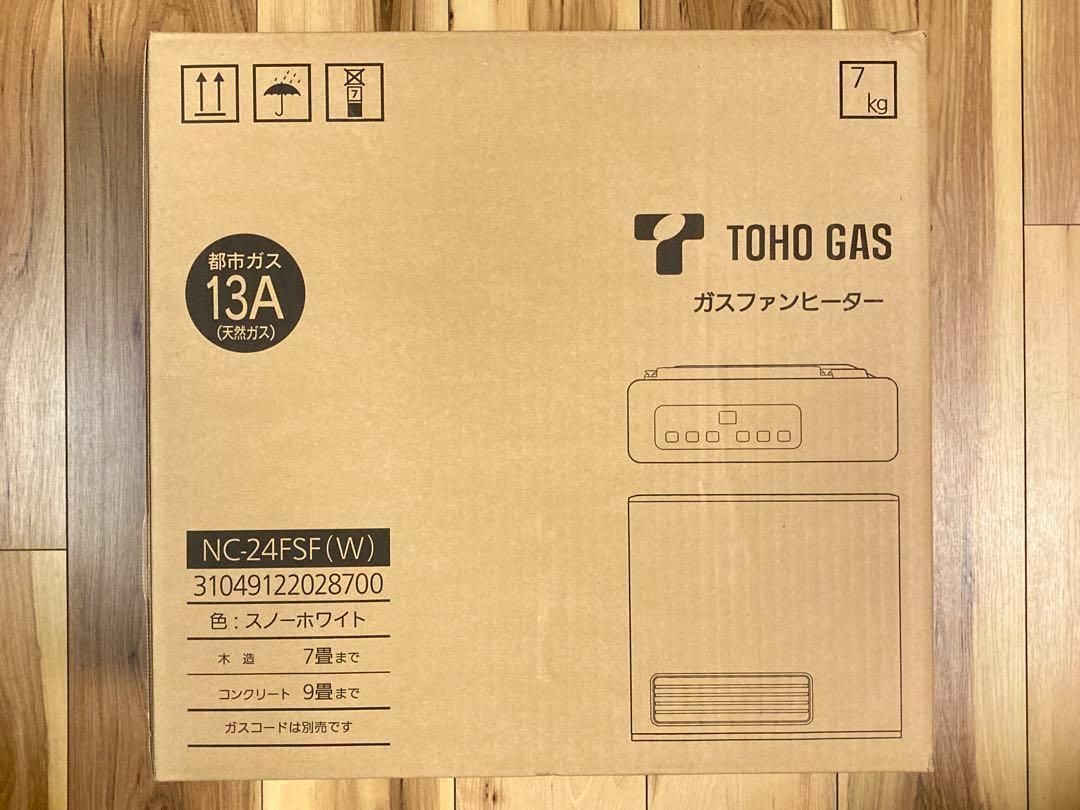 7
7
kg
都市ガス
13A
(天然ガス)
TOHO GAS
ガスファンヒーター
NC-24FSF(W)
31049122028700
色:スノーホワイト
木 造 7畳まで
コンクリート 9畳まで
ガスコードは別売です